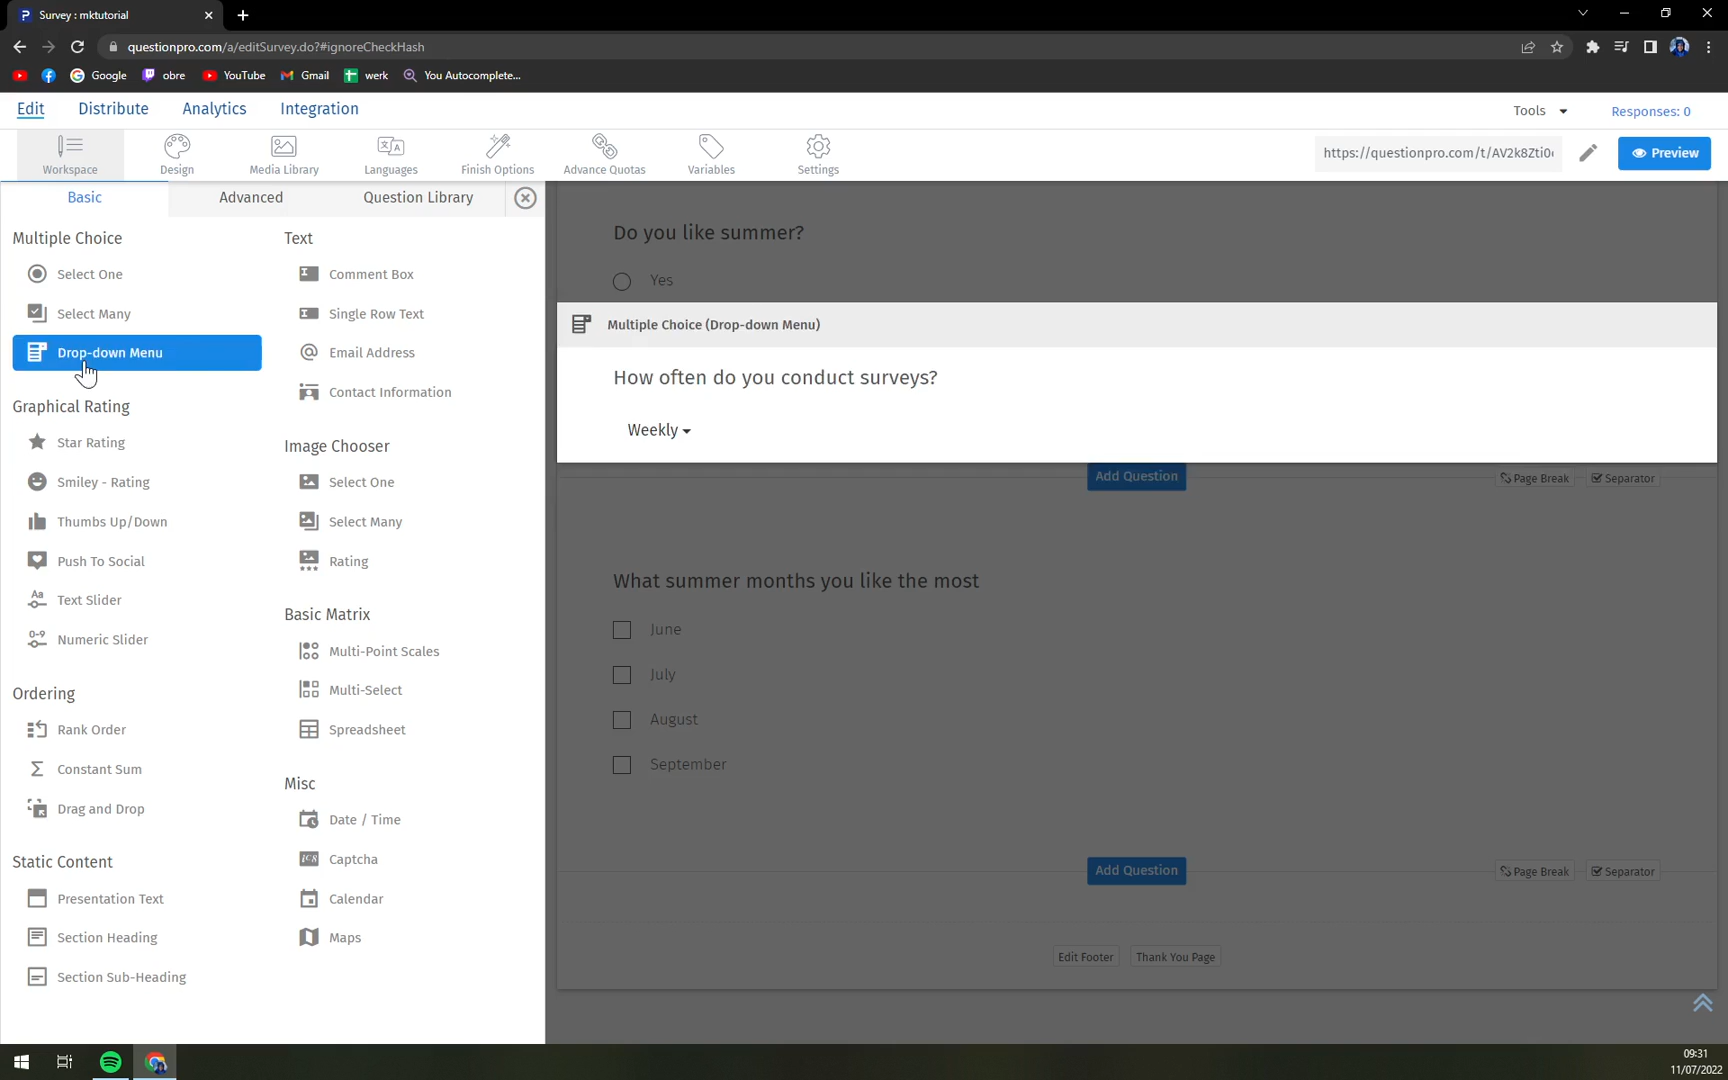 Survey : mktutorial
questionpro.com/a/editSurvey.do?#ignoreCheckHash
Google
obre
YouTube
Gmail
werk
You Autocomplete...
Edit
Distribute
Analytics
Integration
Tools
Responses: 0
Workspace
Design
Media Library
Languages
Finish Options
Advance Quotas
Variables
Settings
https://questionpro.com/t/AV2k8Zti0
Preview
Basic
Advanced
Question Library
Multiple Choice
Select One
Select Many
Drop-down Menu
Graphical Rating
Star Rating
Smiley - Rating
Thumbs Up/Down
Push To Social
Text Slider
Numeric Slider
Ordering
Rank Order
Constant Sum
Drag and Drop
Static Content
Presentation Text
Section Heading
Section Sub-Heading
Text
Comment Box
Single Row Text
Email Address
Contact Information
Image Chooser
Select One
Select Many
Rating
Basic Matrix
Multi-Point Scales
Multi-Select
Spreadsheet
Misc
Date / Time
Captcha
Calendar
Maps
Do you like summer?
Yes
Multiple Choice (Drop-down Menu)
How often do you conduct surveys?
Weekly
Add Question
Page Break
Separator
What summer months you like the most
June
July
August
September
Add Question
Page Break
Separator
Edit Footer
Thank You Page
09:31
11/07/2022